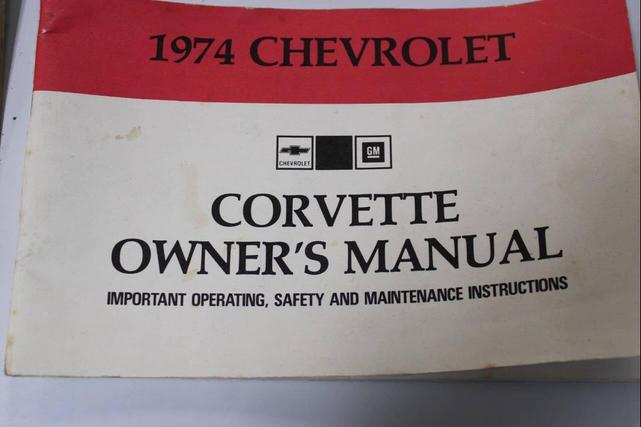 1974 CHEVROLET
CHEVROLET
GM
CORVETTE
OWNER'S MANUAL
IMPORTANT OPERATING, SAFETY AND MAINTENANCE INSTRUCTIONS